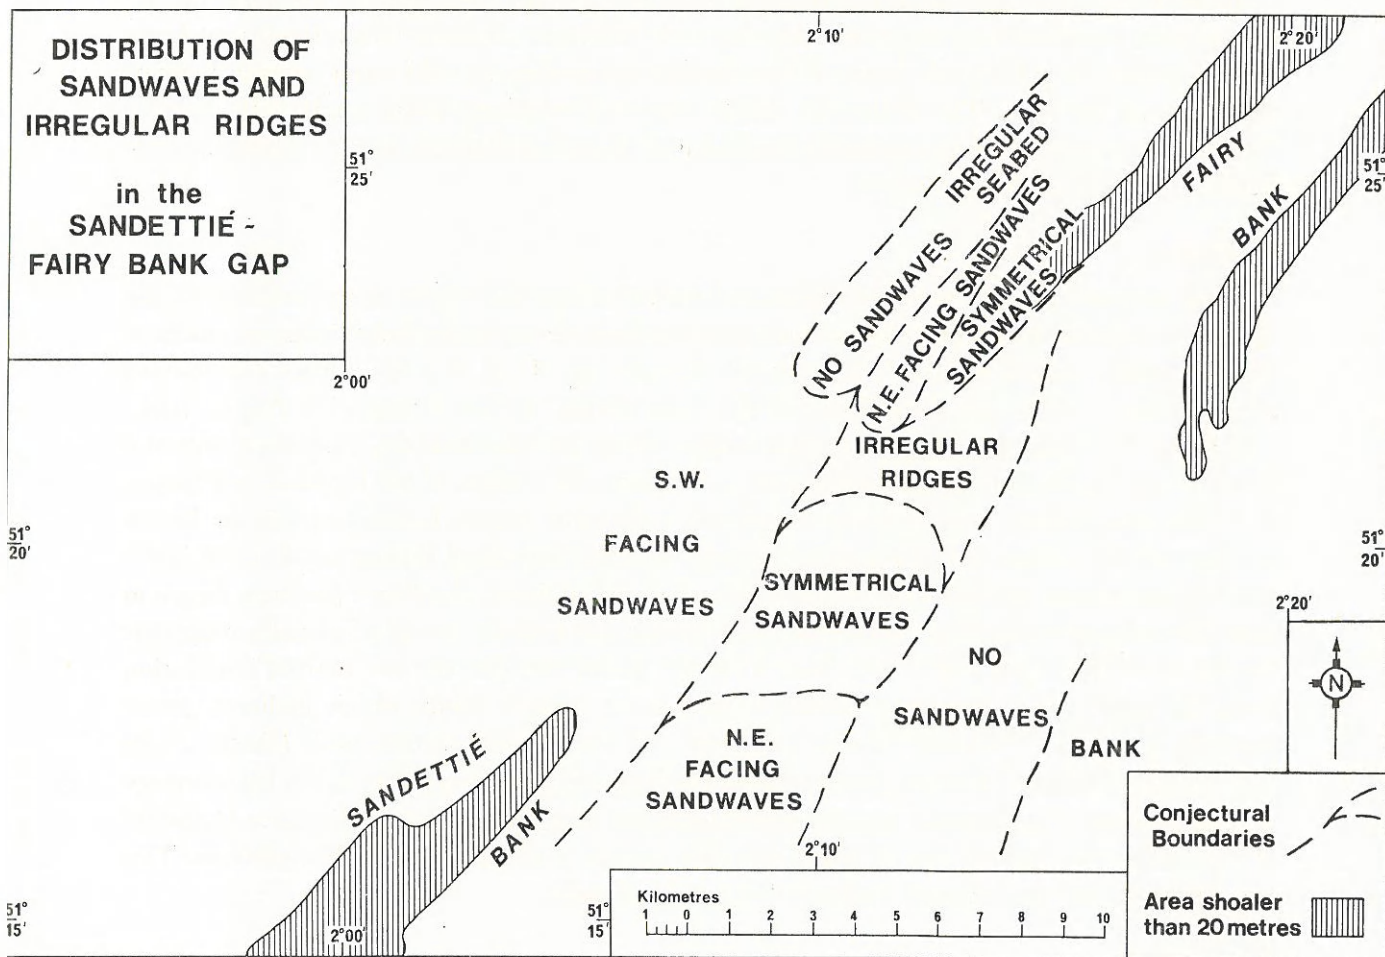 DISTRIBUTION OF
SANDWAVES AND
IRREGULAR RIDGES
in the
SANDETTIÉ -
FAIRY BANK GAP
2°10'
2°20'
51°
25'
51°
25'
2°00'
IRREGULAR
SEABED
NO SANDWAVES
N.E. FACING SANDWAVES
SYMMETRICAL
SANDWAVES
FAIRY
BANK
IRREGULAR
RIDGES
S.W.
FACING
SANDWAVES
51°
20'
51°
20'
SYMMETRICAL
SANDWAVES
2°20'
NO
SANDWAVES
BANK
N
N.E.
FACING
SANDWAVES
SANDETTIÉ
BANK
2°10'
51°
15'
2°00'
51°
15'
Kilometres
1 0 1 2 3 4 5 6 7 8 9 10
Conjectural
Boundaries
Area shoaler
than 20 metres